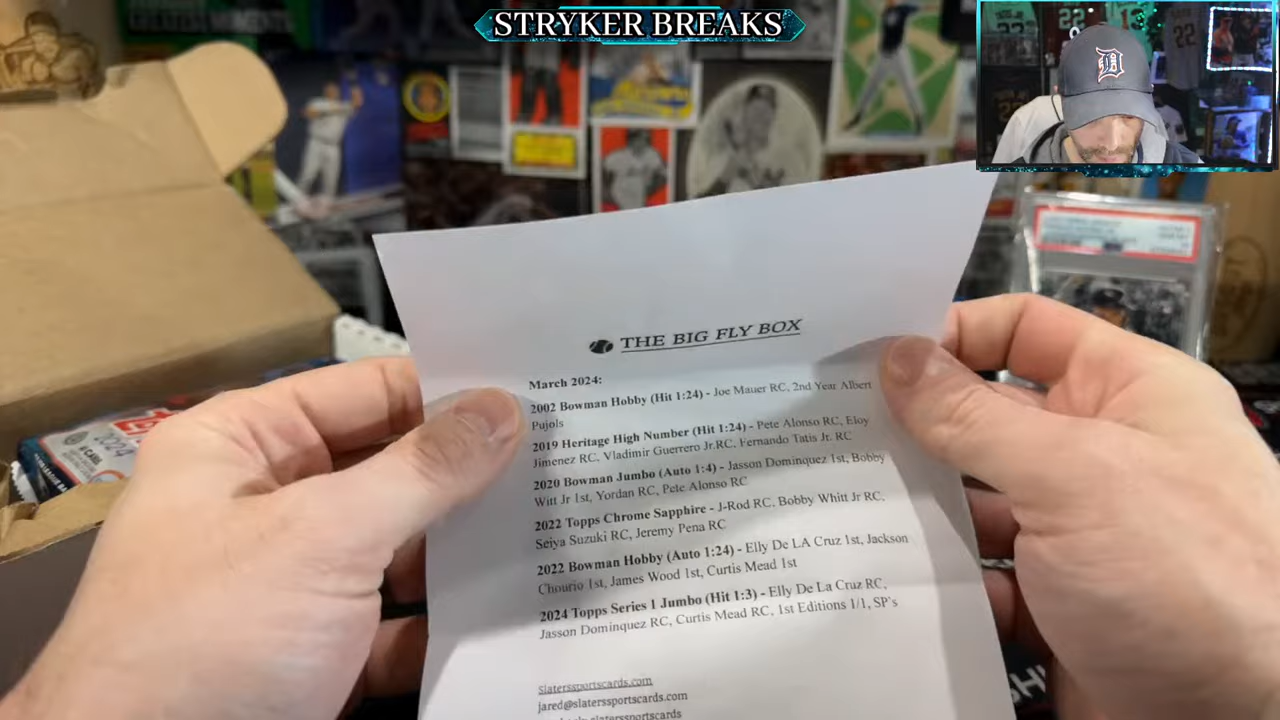 STRYKER BREAKS
THE BIG FLY BOX
March 2024:
2002 Bowman Hobby (Hit 1:24) - Joe Mauer RC, 2nd Year Albert
Pujols
2019 Heritage High Number (Hit 1:24) - Pete Alonso RC, Eloy
Jimenez RC, Vladimir Guerrero Jr.RC, Fernando Tatis Jr. RC
2020 Bowman Jumbo (Auto 1:4) - Jasson Dominquez 1st, Bobby
Witt Jr 1st, Yordan RC, Pete Alonso RC
2022 Topps Chrome Sapphire - J-Rod RC, Bobby Whitt Jr RC,
Seiya Suzuki RC, Jeremy Pena RC
2022 Bowman Hobby (Auto 1:24) - Elly De LA Cruz 1st, Jackson
Chourio 1st, James Wood 1st, Curtis Mead 1st
2024 Topps Series 1 Jumbo (Hit 1:3) - Elly De La Cruz RC,
Jasson Dominquez RC, Curtis Mead RC, 1st Editions 1/1, SP's
Slaterssportscards.com
jared@slaterssportscards.com
2024